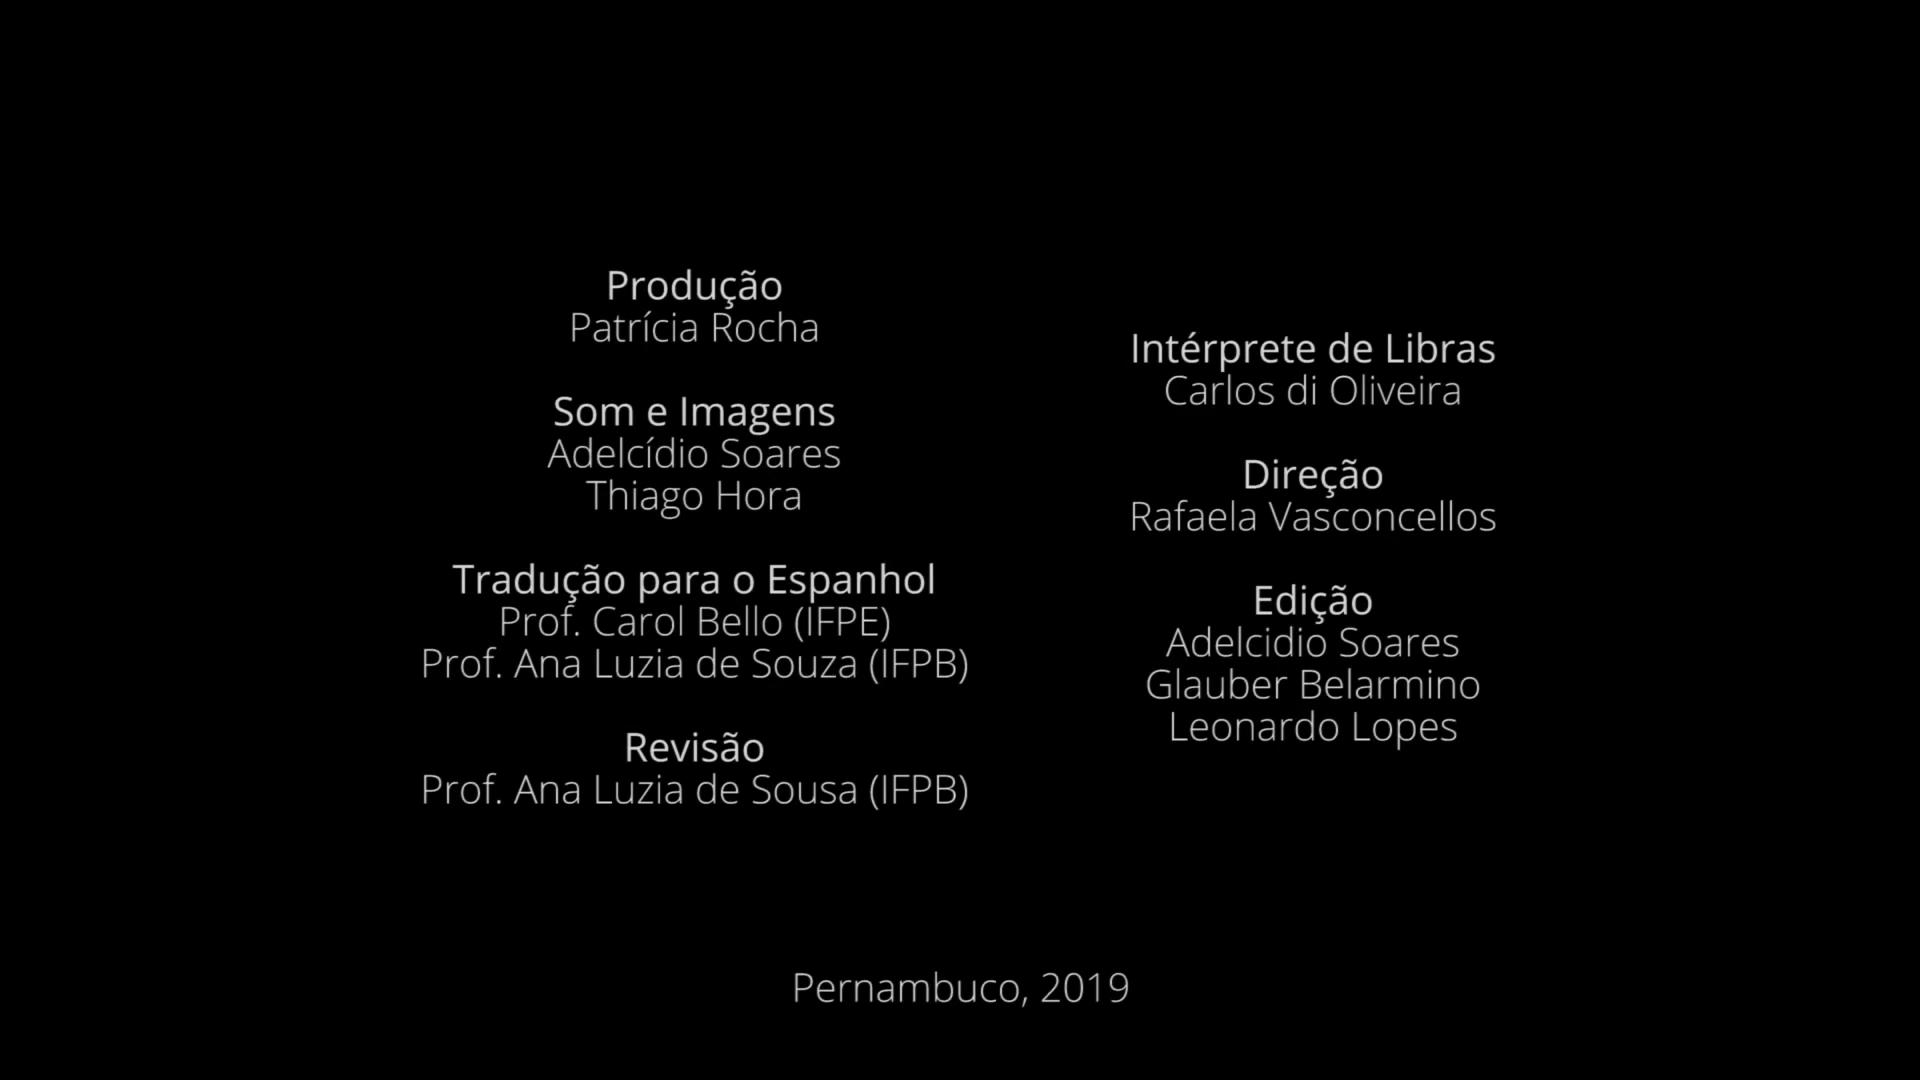 Produção
Patrícia Rocha
Som e Imagens
Adelcídio Soares
Thiago Hora
Tradução para o Espanhol
Prof. Carol Bello (IFPE)
Prof. Ana Luzia de Souza (IFPB)
Revisão
Prof. Ana Luzia de Sousa (IFPB)
Intérprete de Libras
Carlos di Oliveira
Direção
Rafaela Vasconcellos
Edição
Adelcidio Soares
Glauber Belarmino
Leonardo Lopes
Pernambuco, 2019